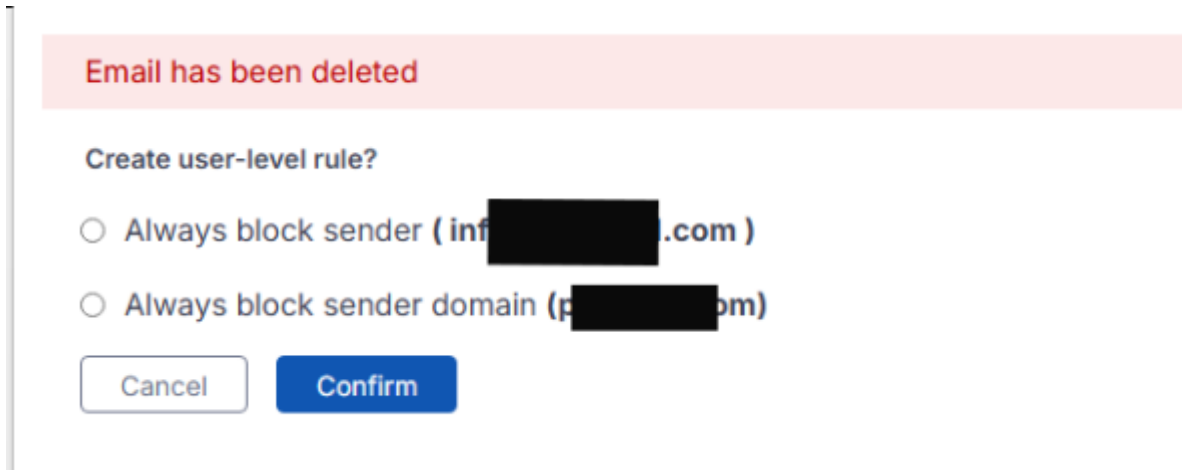 Email has been deleted
Create user-level rule?
Always block sender ( inf .com )
Always block sender domain (p om)
Cancel
Confirm